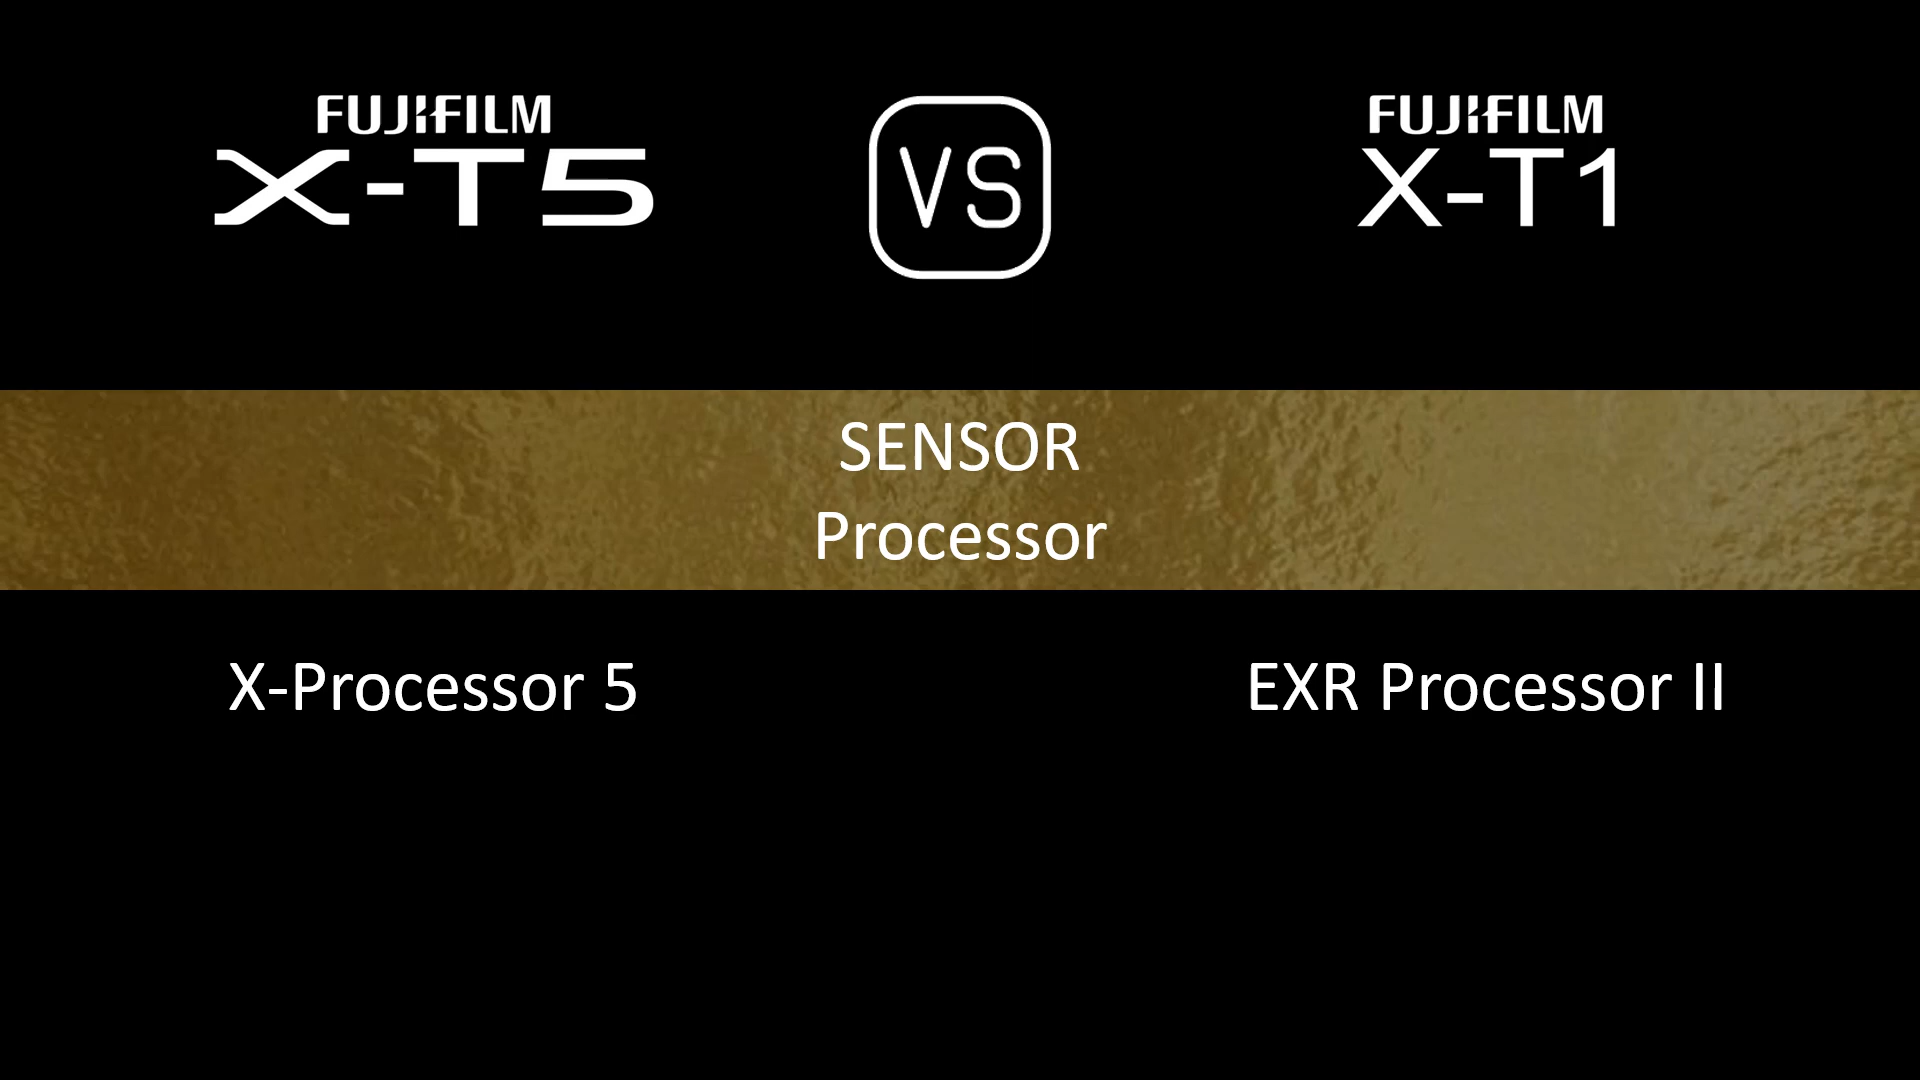 FUJIFILM
X-T5
VS
FUJIFILM
X-T1
SENSOR
Processor
X-Processor 5
EXR Processor II